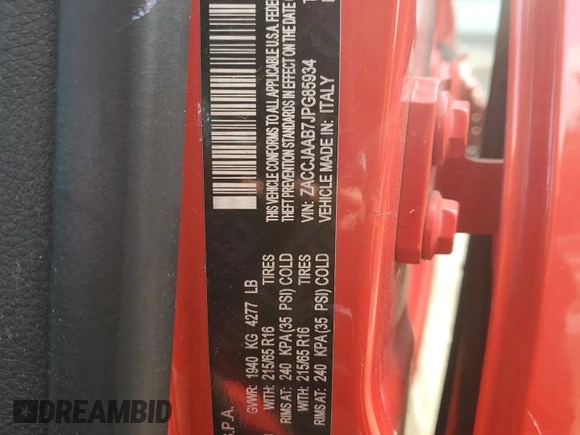 S.P.A.
GVWR: 1940 KG 4277 LB
WITH: 215/65 R16 TIRES
RIMS AT: 240 KPA (35 PSI) COLD
WITH: 215/65 R16 TIRES
RIMS AT: 240 KPA (35 PSI) COLD
THIS VEHICLE CONFORMS TO ALL APPLICABLE U.S.A. FEDE
THEFT PREVENTION STANDARDS IN EFFECT ON THE DATE
VIN: ZACCJAAB7JPG85934
VEHICLE MADE IN: ITALY
DREAMBID